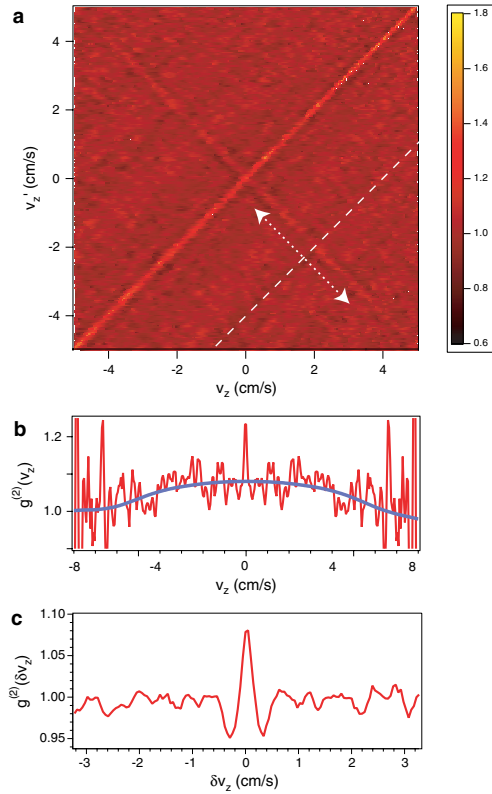 a
4
2
0
-2
-4
v_z' (cm/s)
-4 -2 0 2 4
v_z (cm/s)
1.8
1.6
1.4
1.2
1.0
0.8
0.6
b
1.2
1.0
g^(2)(v_z)
-8 -4 -2 0 2 4 8
v_z (cm/s)
c
1.10
1.05
1.00
0.95
g^(2)(δv_z)
-3 -2 -1 0 1 2 3
δv_z (cm/s)